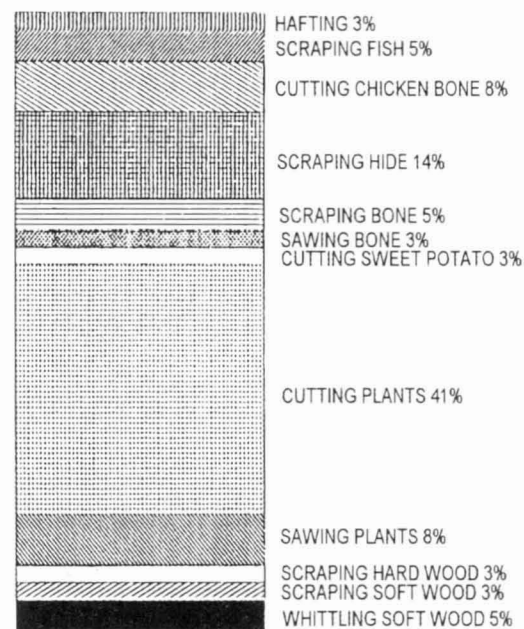 HAFTING 3%
SCRAPING FISH 5%
CUTTING CHICKEN BONE 8%
SCRAPING HIDE 14%
SCRAPING BONE 5%
SAWING BONE 3%
CUTTING SWEET POTATO 3%
CUTTING PLANTS 41%
SAWING PLANTS 8%
SCRAPING HARD WOOD 3%
SCRAPING SOFT WOOD 3%
WHITTLING SOFT WOOD 5%